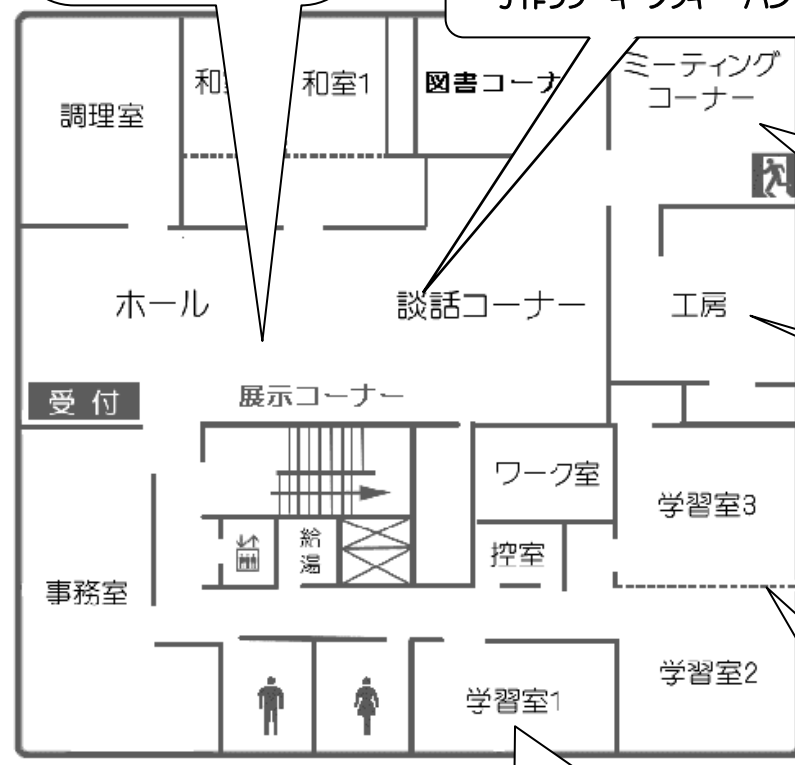 ミーティング
コーナー
和室1
図書コーナ
調理室
ホール
談話コーナー
工房
受付
展示コーナー
ワーク室
学習室3
給
湯
控室
事務室
学習室2
学習室1